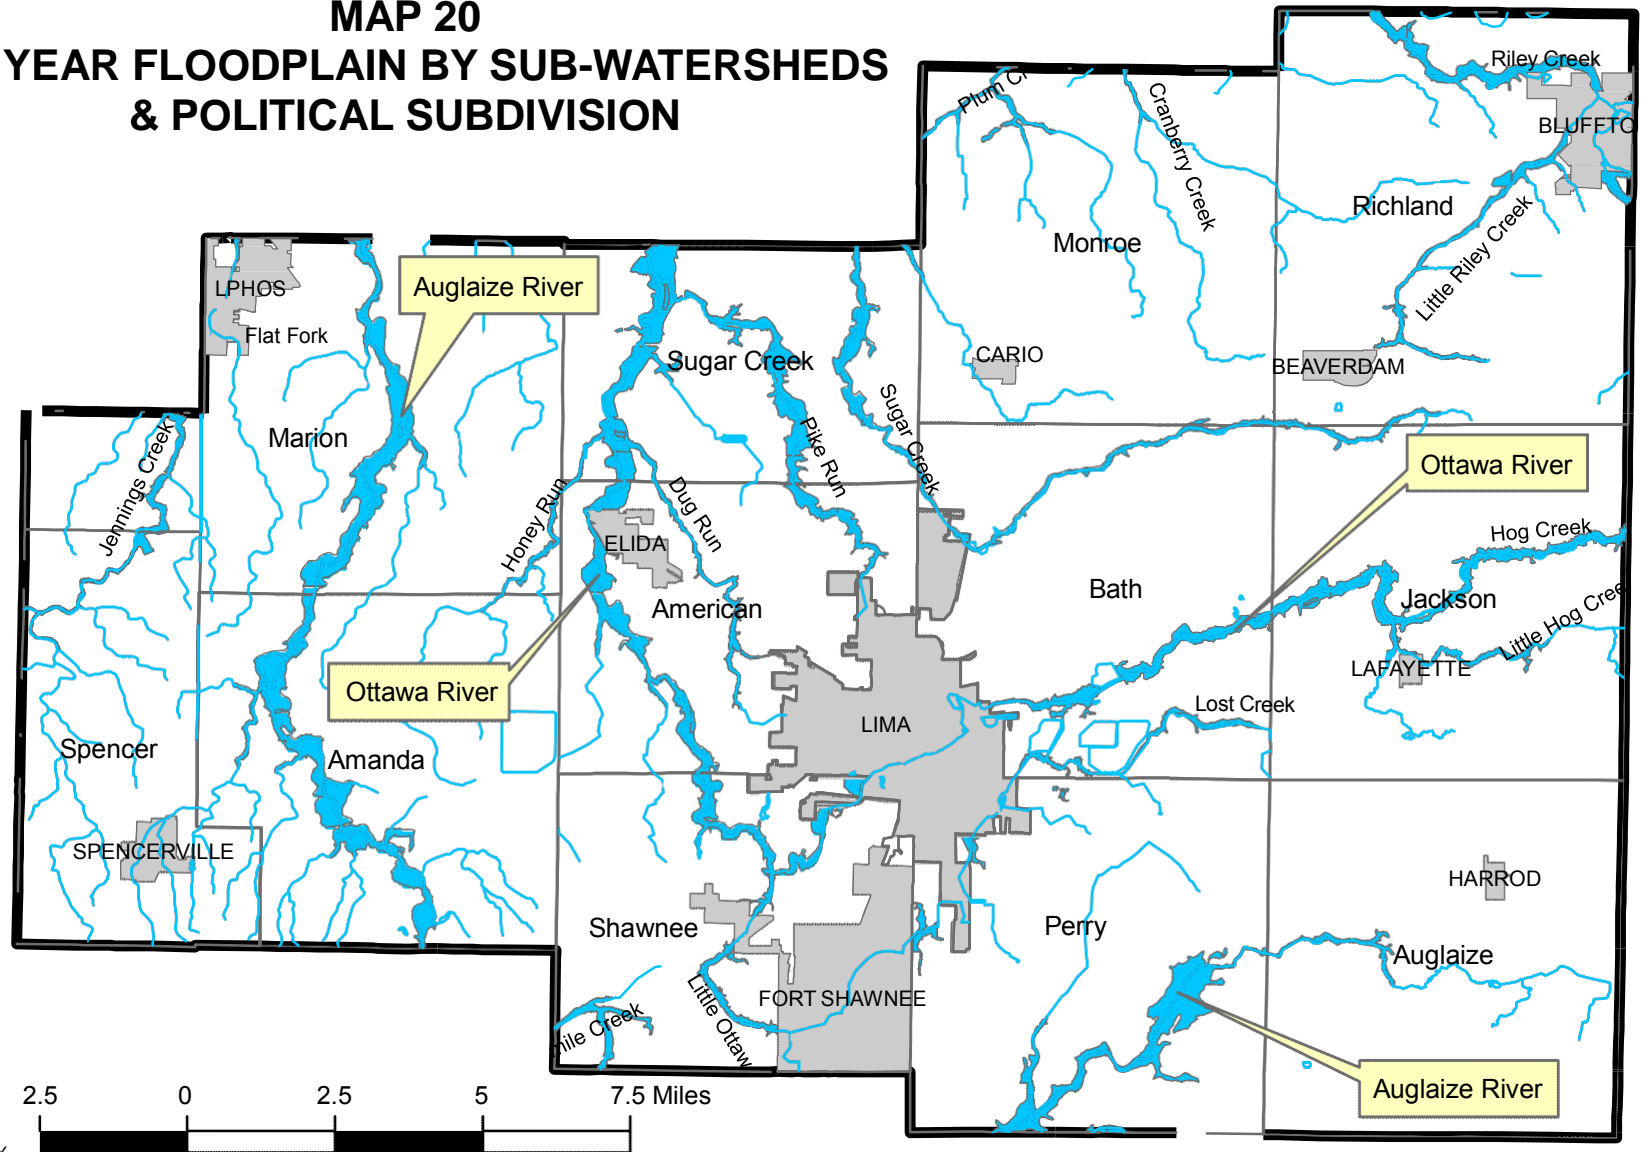 MAP 20
YEAR FLOODPLAIN BY SUB-WATERSHEDS
& POLITICAL SUBDIVISION
Riley Creek
Plum Cr
Cranberry Creek
BLUFFTO
Richland
Monroe
Little Riley Creek
LPHOS
Auglaize River
Flat Fork
Sugar Creek
CARIO
BEAVERDAM
Sugar Creek
Marion
Pike Run
Jennings Creek
Ottawa River
Honey Run
Dug Run
Hog Creek
ELIDA
Bath
American
Jackson
Little Hog Cree
LAFAYETTE
Ottawa River
Lost Creek
LIMA
Spencer
Amanda
SPENCERVILLE
HARROD
Shawnee
Perry
Auglaize
FORT SHAWNEE
Little Ottaw
mile Creek
Auglaize River
2.5 0 2.5 5 7.5 Miles